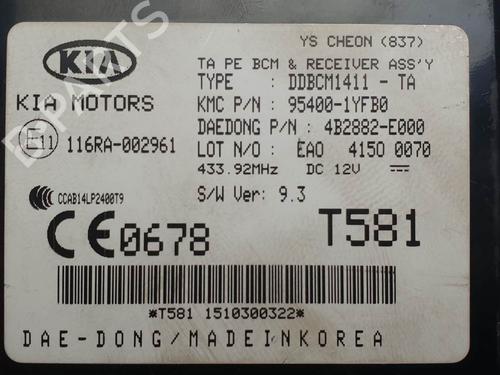 YS CHEON (837)
KIA
TA PE BCM & RECEIVER ASS'Y
TYPE : DDBCM1411 - TA
KIA MOTORS
KMC P/N : 95400-1YFB0
E11 116RA-002961
DAEDONG P/N : 4B2882-E000
LOT N/O : EAO 4150 0070
433.92MHz DC 12V
CCAB14LP2400T9
S/W Ver: 9.3
CE0678
T581
*T581 1510300322*
DAE-DONG/MADEINKOREA